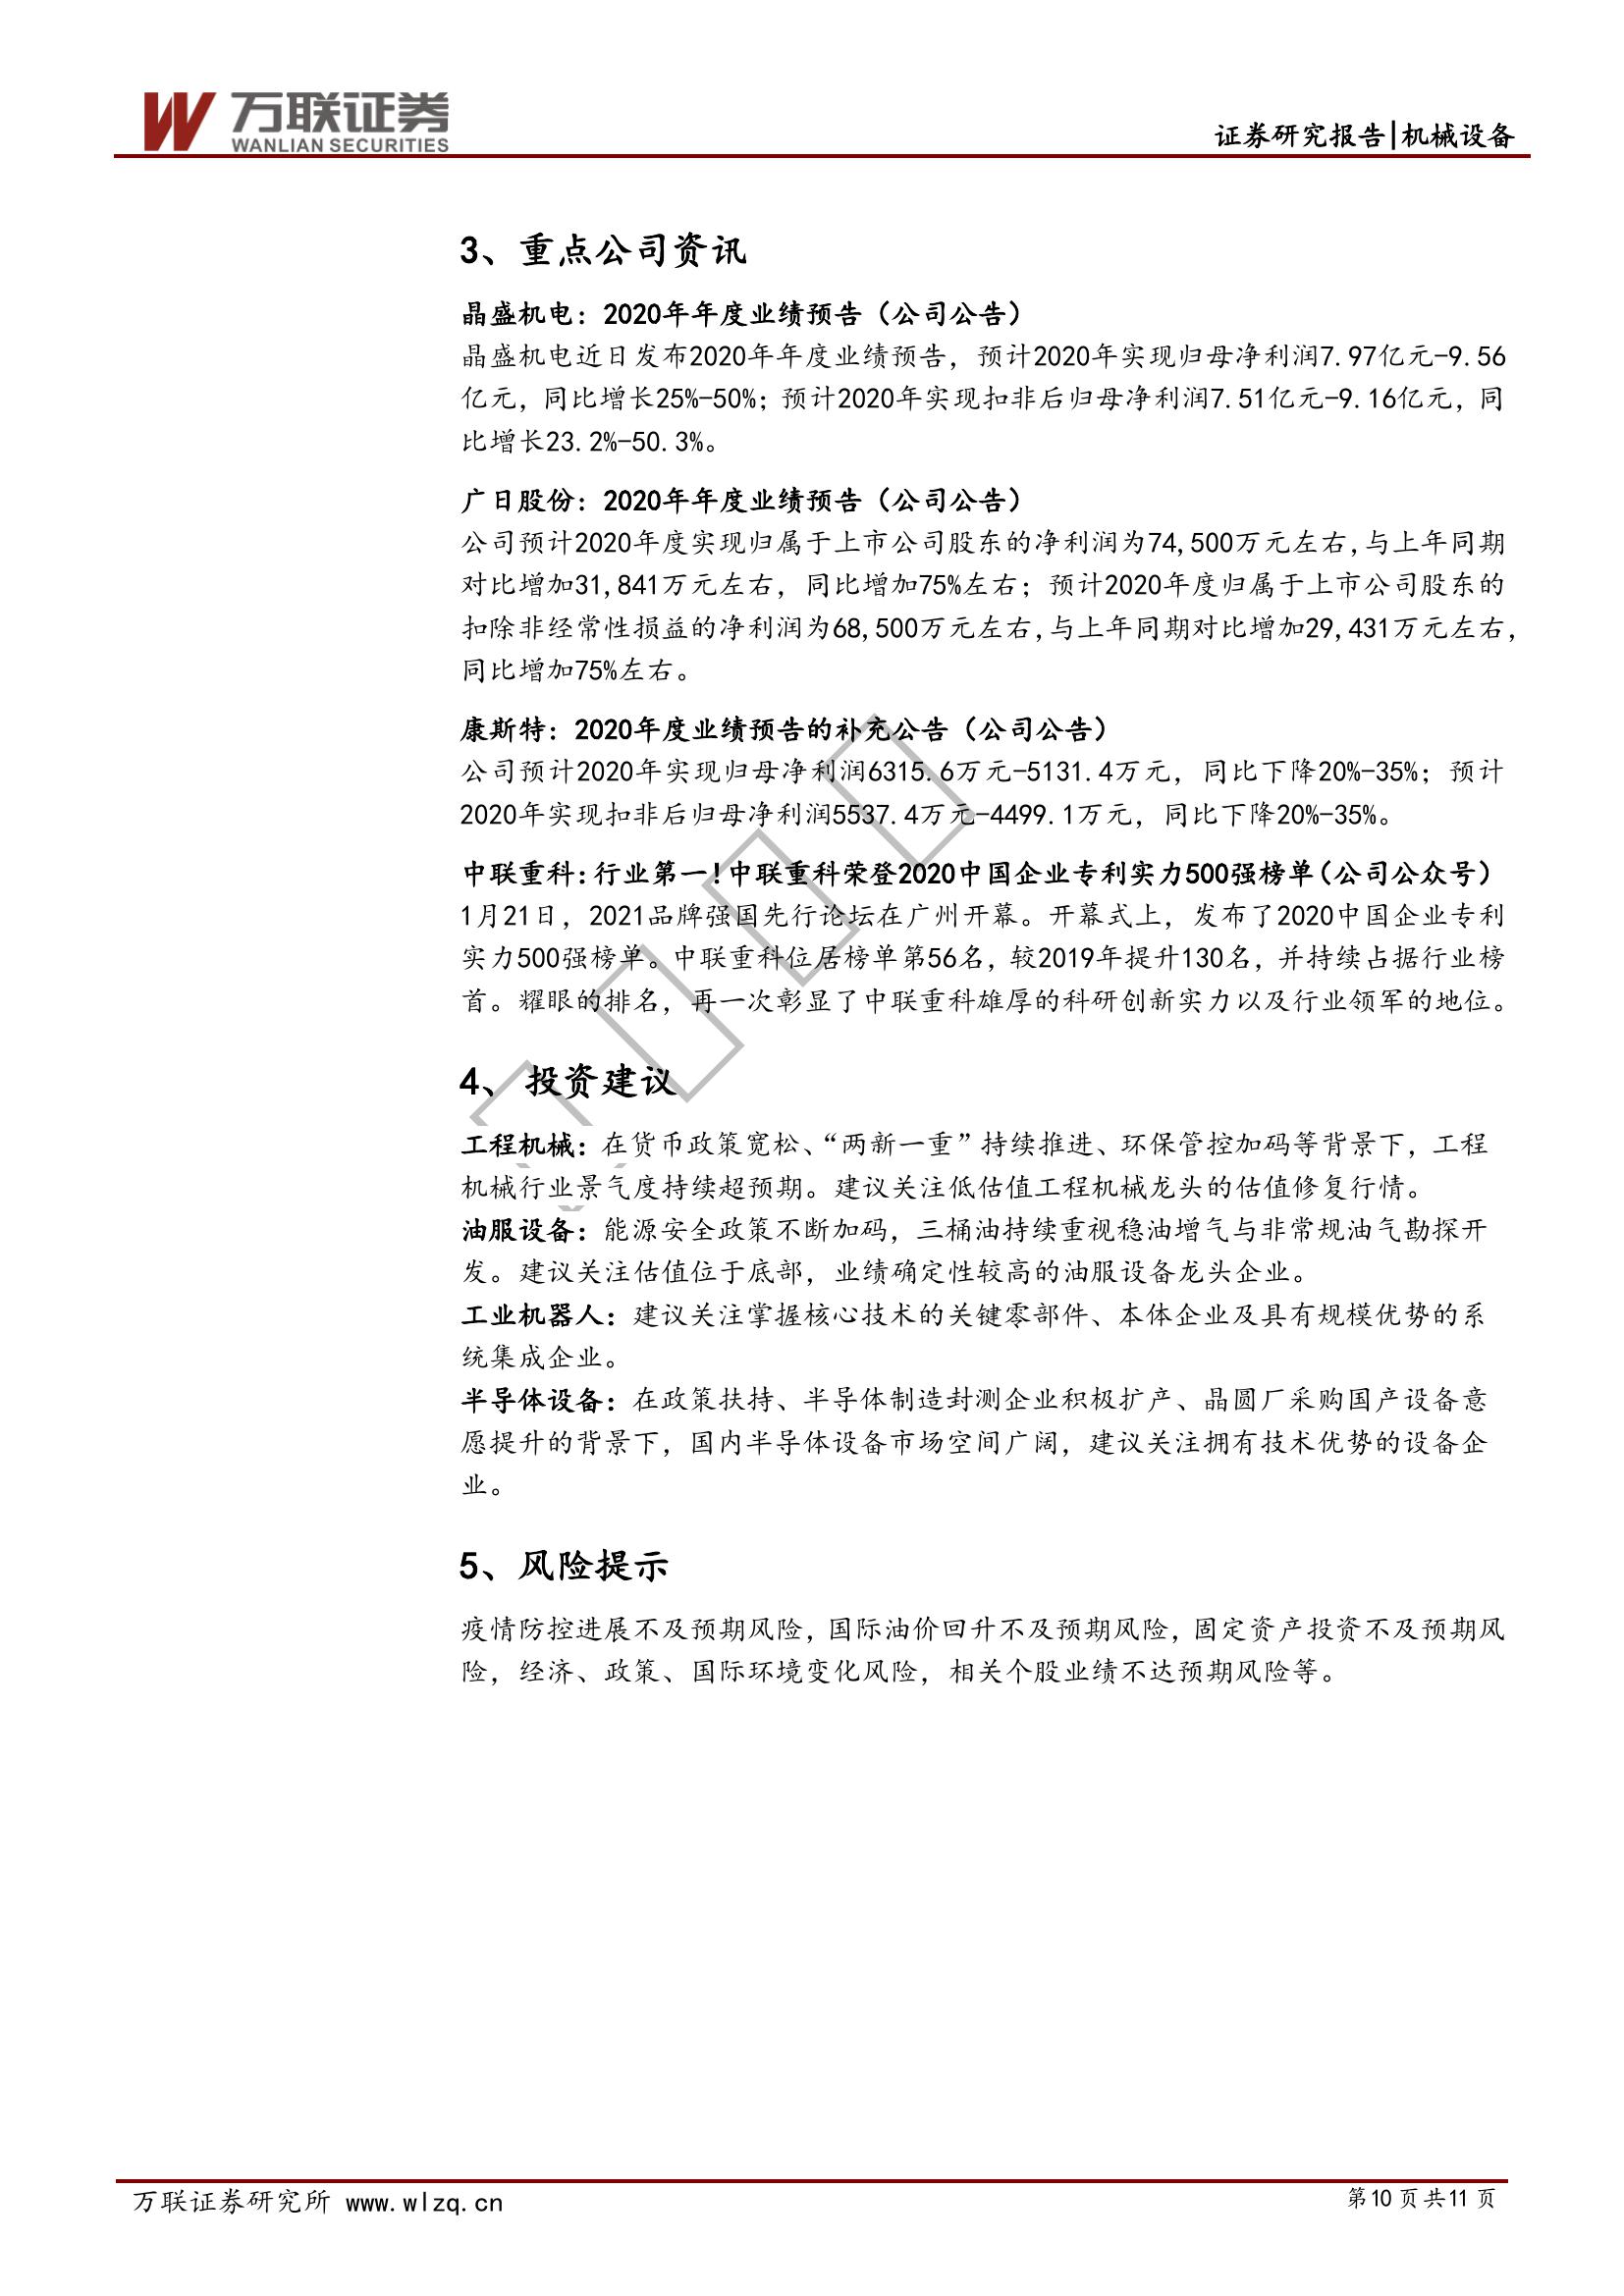 万联证券
WANLIAN SECURITIES
证券研究报告|机械设备
3、重点公司资讯
晶盛机电：2020年年度业绩预告（公司公告）
晶盛机电近日发布2020年年度业绩预告，预计2020年实现归母净利润7.97亿元-9.56
亿元，同比增长25%-50%；预计2020年实现扣非后归母净利润7.51亿元-9.16亿元，同
比增长23.2%-50.3%。
广日股份：2020年年度业绩预告（公司公告）
公司预计2020年度实现归属于上市公司股东的净利润为74,500万元左右,与上年同期
对比增加31,841万元左右，同比增加75%左右；预计2020年度归属于上市公司股东的
扣除非经常性损益的净利润为68,500万元左右,与上年同期对比增加29,431万元左右,
同比增加75%左右。
康斯特：2020年度业绩预告的补充公告（公司公告）
公司预计2020年实现归母净利润6315.6万元-5131.4万元，同比下降20%-35%；预计
2020年实现扣非后归母净利润5537.4万元-4499.1万元，同比下降20%-35%。
中联重科：行业第一！中联重科荣登2020中国企业专利实力500强榜单（公司公众号）
1月21日，2021品牌强国先行论坛在广州开幕。开幕式上，发布了2020中国企业专利
实力500强榜单。中联重科位居榜单第56名，较2019年提升130名，并持续占据行业榜
首。耀眼的排名，再一次彰显了中联重科雄厚的科研创新实力以及行业领军的地位。
4、 投资建议
工程机械：在货币政策宽松、“两新一重”持续推进、环保管控加码等背景下，工程
机械行业景气度持续超预期。建议关注低估值工程机械龙头的估值修复行情。
油服设备：能源安全政策不断加码，三桶油持续重视稳油增气与非常规油气勘探开
发。建议关注估值位于底部，业绩确定性较高的油服设备龙头企业。
工业机器人：建议关注掌握核心技术的关键零部件、本体企业及具有规模优势的系
统集成企业。
半导体设备：在政策扶持、半导体制造封测企业积极扩产、晶圆厂采购国产设备意
愿提升的背景下，国内半导体设备市场空间广阔，建议关注拥有技术优势的设备企
业。
5、风险提示
疫情防控进展不及预期风险，国际油价回升不及预期风险，固定资产投资不及预期风
险，经济、政策、国际环境变化风险，相关个股业绩不达预期风险等。
万联证券研究所 www.wlzq.cn
第10页共11页